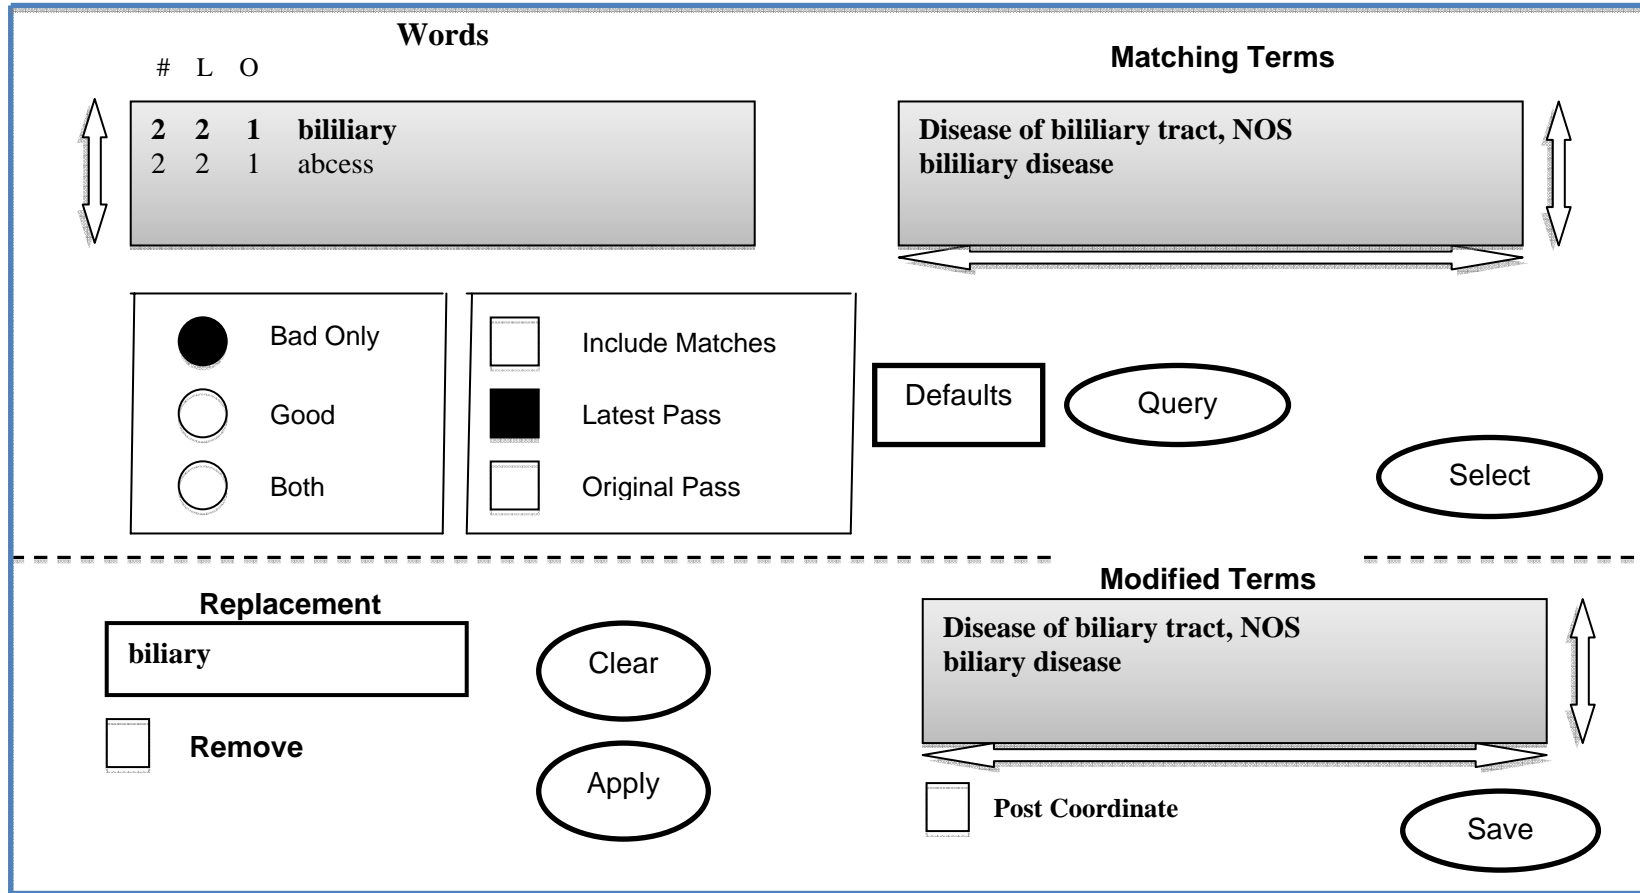 Words
# L O
2 2 1 bililiary
2 2 1 abcess
Matching Terms
Disease of bililiary tract, NOS
bililiary disease
Bad Only
Good
Both
Include Matches
Latest Pass
Original Pass
Defaults
Query
Select
Replacement
biliary
Remove
Clear
Apply
Modified Terms
Disease of biliary tract, NOS
biliary disease
Post Coordinate
Save